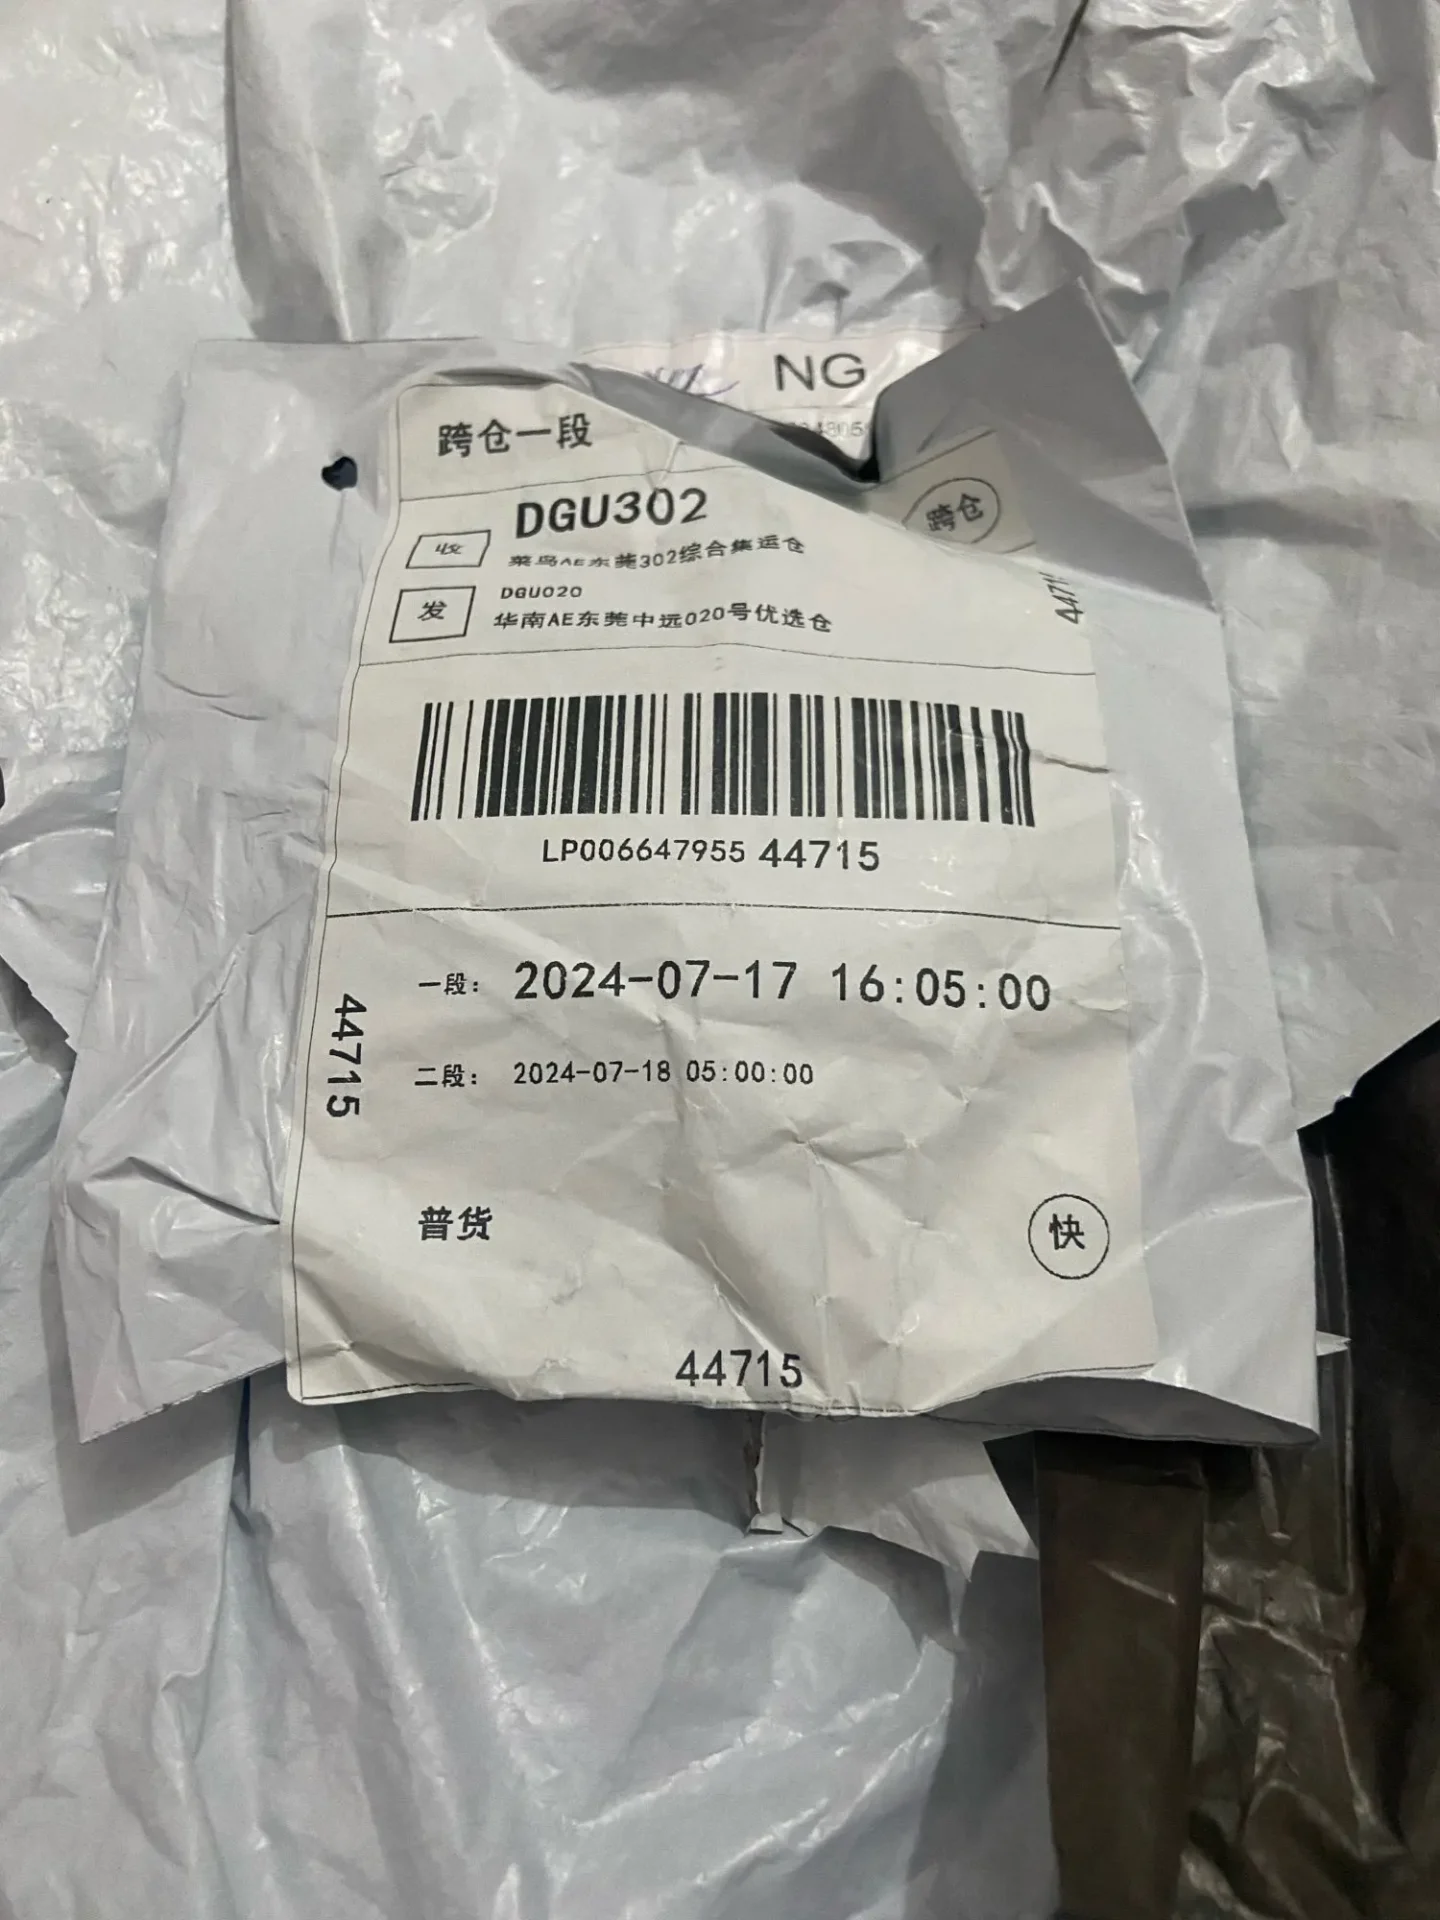 NG
跨仓一段
跨仓
DGU302
收
菜鸟AE东莞302综合集运仓
DGU020
发
华南AE东莞中远020号优选仓
LP006647955 44715
一段: 2024-07-17 16:05:00
44715
二段: 2024-07-18 05:00:00
普货
快
44715